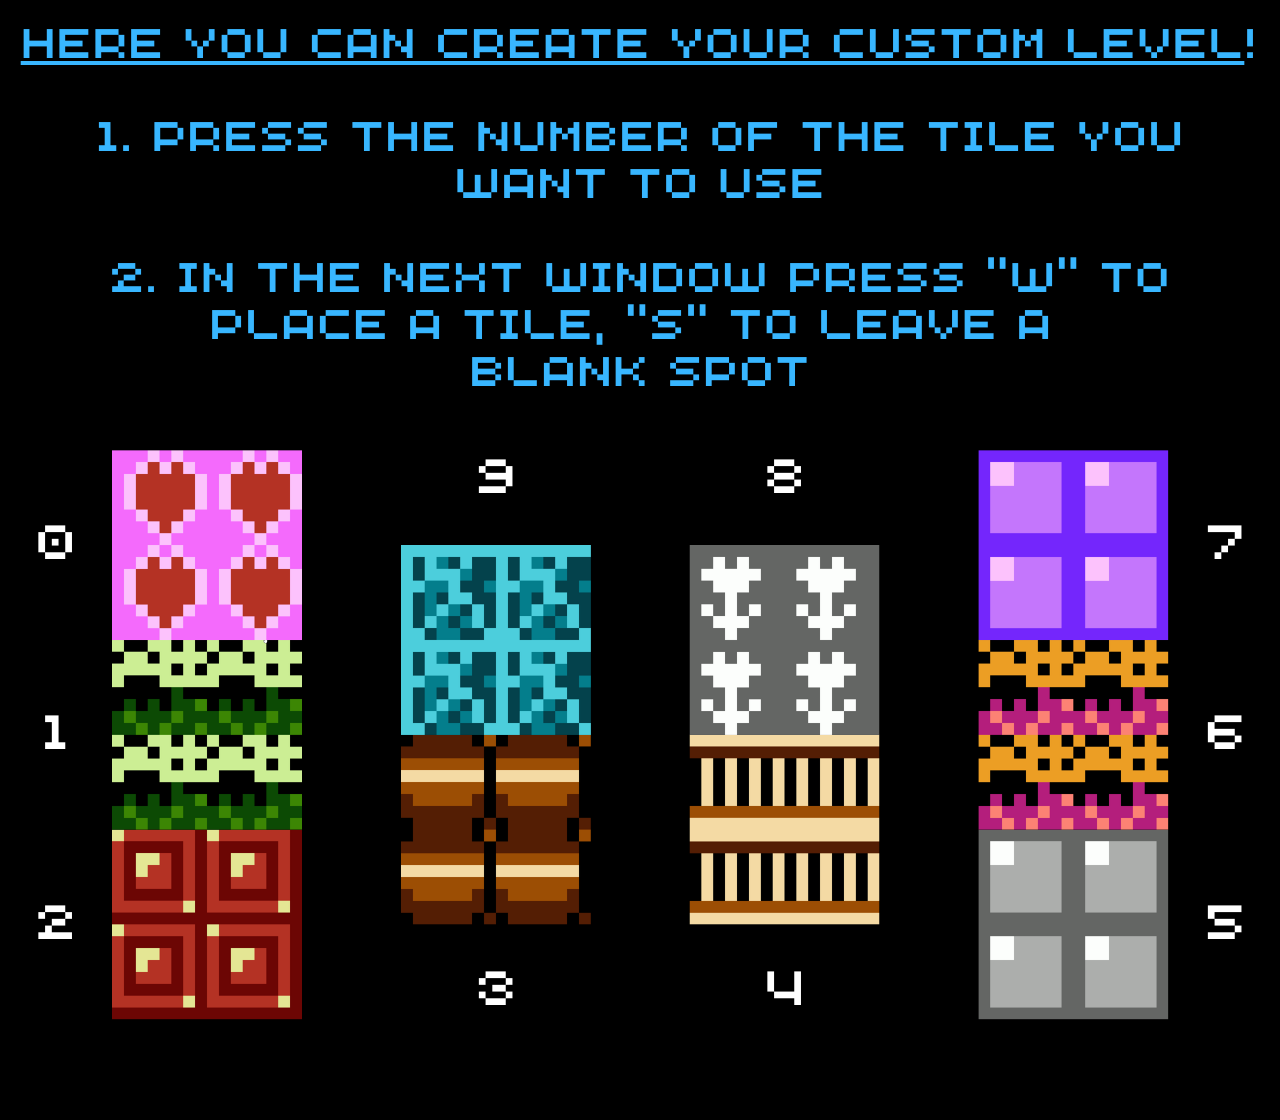 HERE YOU CAN CREATE YOUR CUSTOM LEVEL!
1. PRESS THE NUMBER OF THE TILE YOU
WANT TO USE
2. IN THE NEXT WINDOW PRESS "W" TO
PLACE A TILE, "S" TO LEAVE A
BLANK SPOT
9 8
0 7
1 6
2 5
3 4